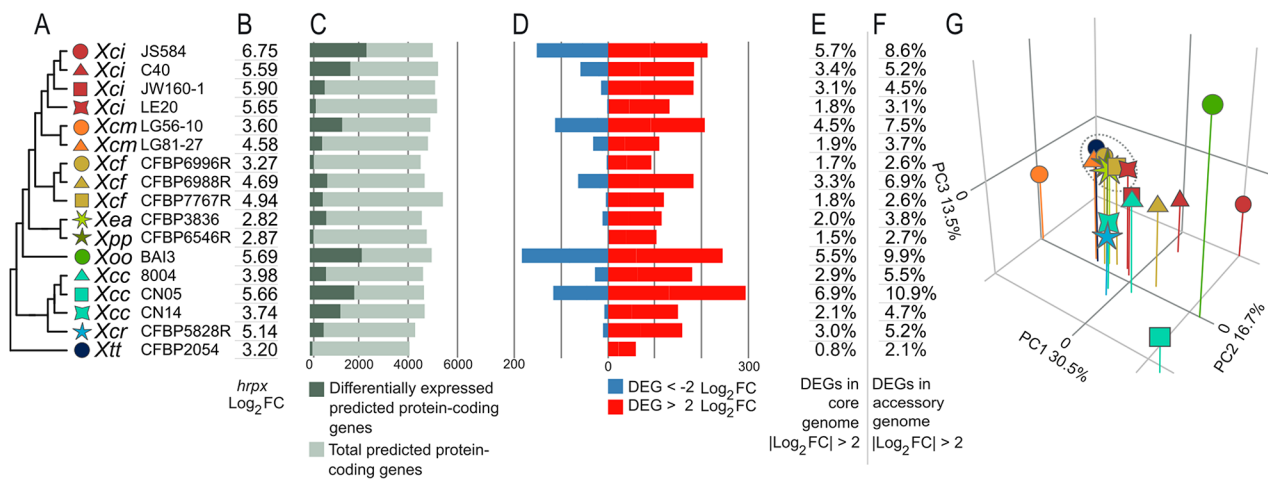 A B C D E F G
Xci JS584 6.75 5.7% 8.6%
Xci C40 5.59 3.4% 5.2%
Xci JW160-1 5.90 3.1% 4.5%
Xci LE20 5.65 1.8% 3.1%
Xcm LG56-10 3.60 4.5% 7.5%
Xcm LG81-27 4.58 1.9% 3.7%
Xcf CFBP6996R 3.27 1.7% 2.6%
Xcf CFBP6988R 4.69 3.3% 6.9%
Xcf CFBP7767R 4.94 1.8% 2.6%
Xea CFBP3836 2.82 2.0% 3.8%
Xpp CFBP6546R 2.87 1.5% 2.7%
Xoo BAI3 5.69 5.5% 9.9%
Xcc 8004 3.98 2.9% 5.5%
Xcc CN05 5.66 6.9% 10.9%
Xcc CN14 3.74 2.1% 4.7%
Xcr CFBP5828R 5.14 3.0% 5.2%
Xtt CFBP2054 3.20 0.8% 2.1%
hrpx
Log2FC
0 2000 4000 6000
Differentially expressed
predicted protein-coding
genes
Total predicted protein-
coding genes
200 0 300
DEG < -2 Log2FC
DEG > 2 Log2FC
DEGs in
core
genome
|Log2FC| > 2
DEGs in
accessory
genome
|Log2FC| > 2
PC3 13.5%
0
PC1 30.5%
0
PC2 16.7%
0